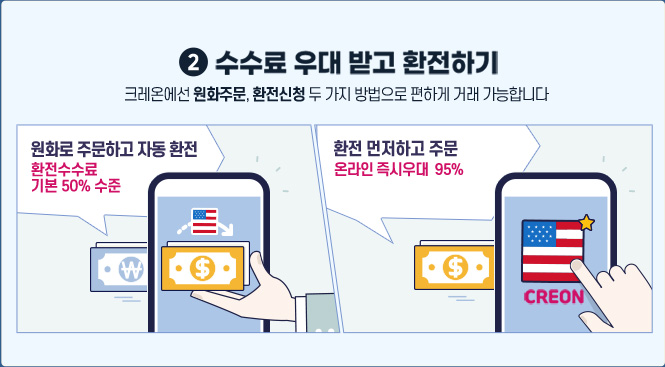 2 수수료 우대 받고 환전하기
크레온에선 원화주문, 환전신청 두 가지 방법으로 편하게 거래 가능합니다
원화로 주문하고 자동 환전
환전수수료
기본 50% 수준
₩
$
환전 먼저하고 주문
온라인 즉시우대 95%
$
CREON